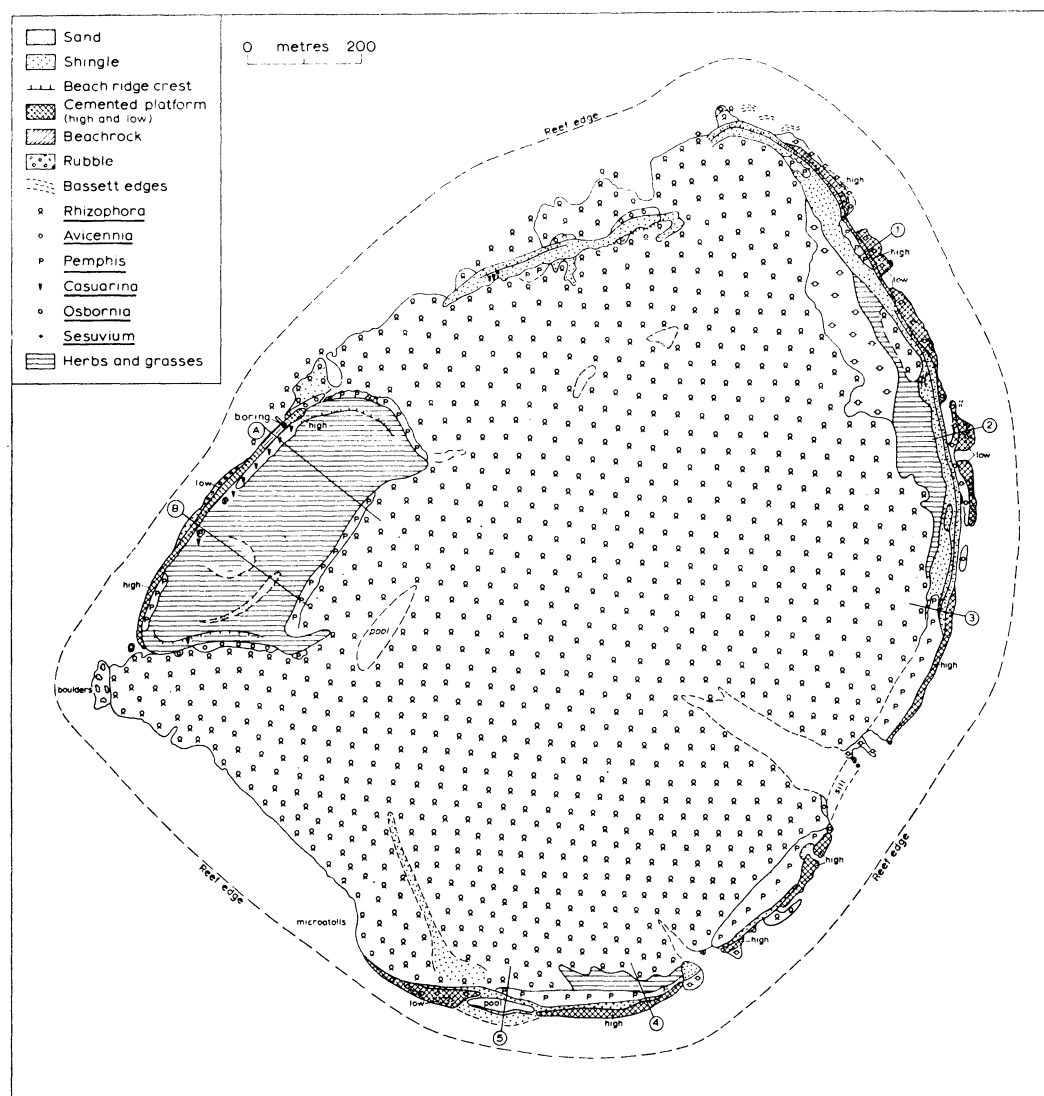 Sand
Shingle
Beach ridge crest
Cemented platform
(high and low)
Beachrock
Rubble
Bassett edges
Rhizophora
Avicennia
Pemphis
Casuarina
Osbornia
Sesuvium
Herbs and grasses
0 metres 200
Reef edge
high
1
high
low
boring
A
high
2
low
low
B
high
pool
3
high
boulders
sill
Reef edge
Reef edge
high
microatolls
high
low
pool
high
4
5